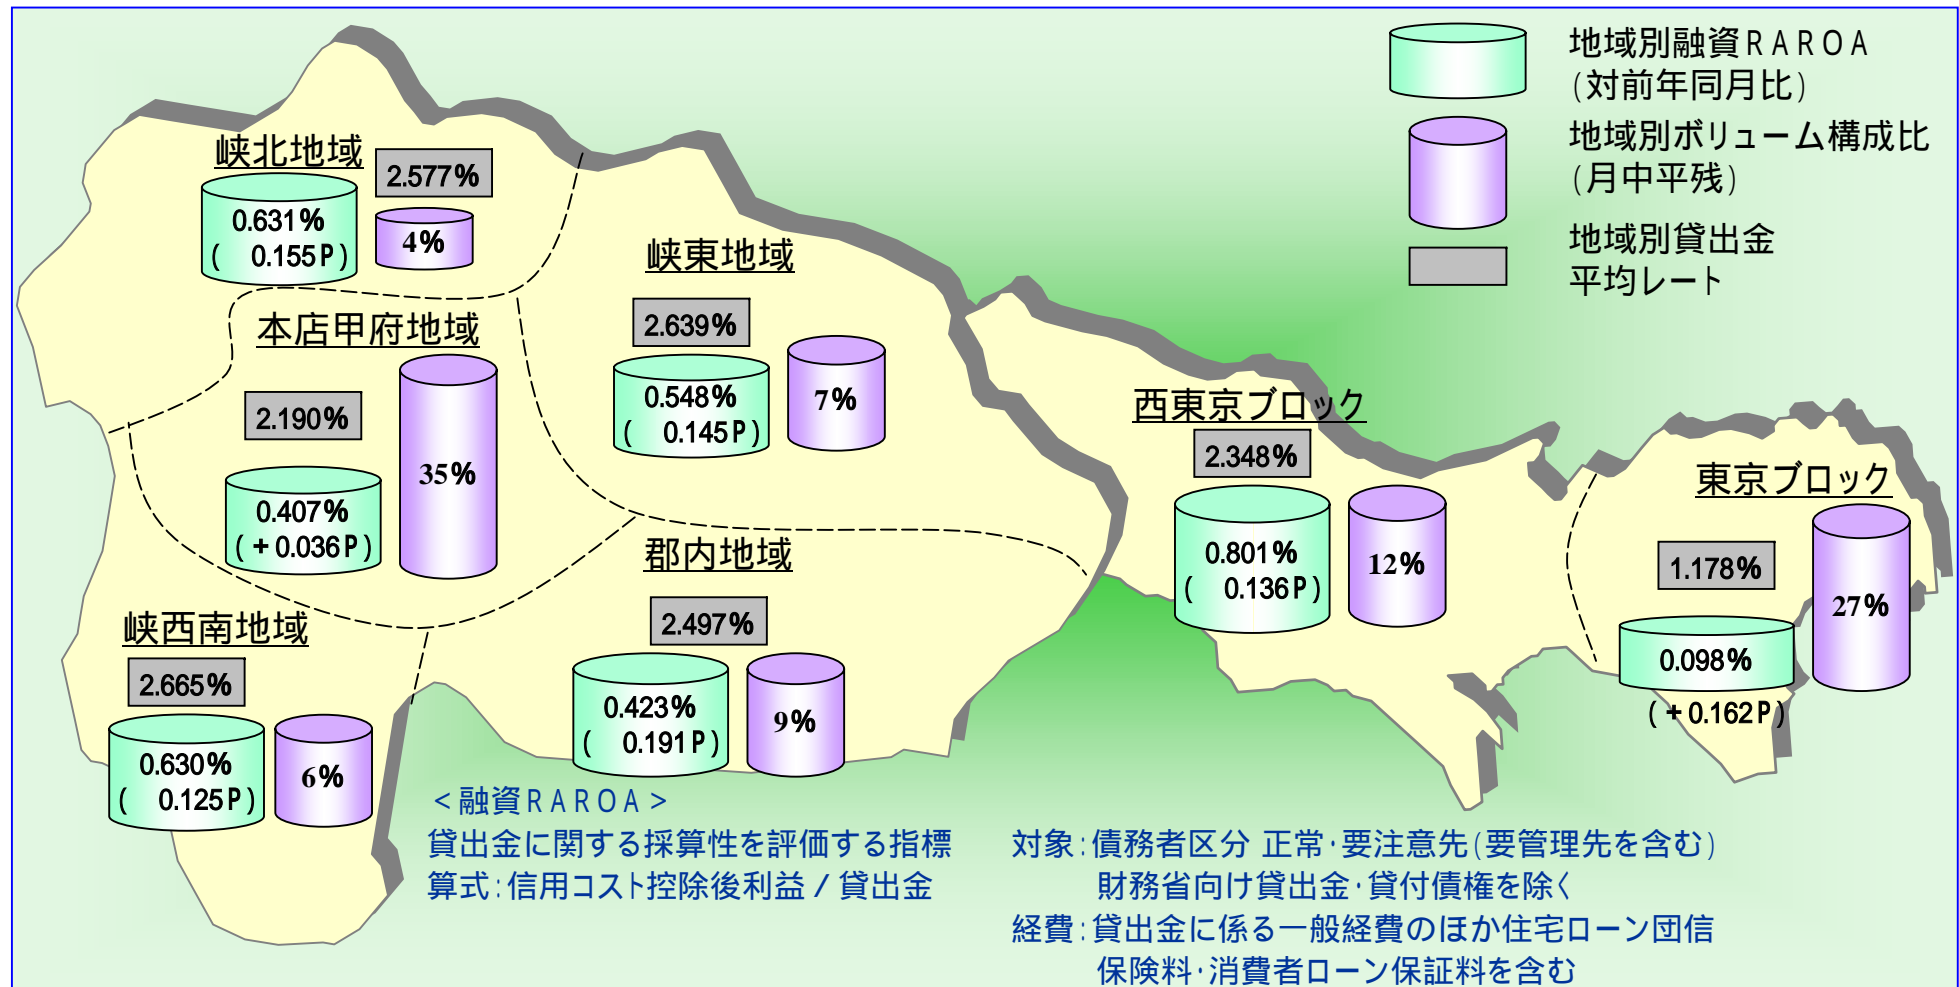 地域別融資RAROA
(対前年同月比)
地域別ボリューム構成比
(月中平残)
地域別貸出金
平均レート
峡北地域
2.577%
0.631%
(　0.155P)
4%
峡東地域
2.639%
0.548%
(　0.145P)
7%
本店甲府地域
2.190%
0.407%
(+0.036P)
35%
西東京ブロック
2.348%
0.801%
(　0.136P)
12%
東京ブロック
1.178%
0.098%
(+0.162P)
27%
郡内地域
2.497%
0.423%
(　0.191P)
9%
峡西南地域
2.665%
0.630%
(　0.125P)
6%
<融資RAROA>
貸出金に関する採算性を評価する指標
算式:信用コスト控除後利益/貸出金
対象:債務者区分 正常・要注意先(要管理先を含む)
財務省向け貸出金・貸付債権を除く
経費:貸出金に係る一般経費のほか住宅ローン団信
保険料・消費者ローン保証料を含む